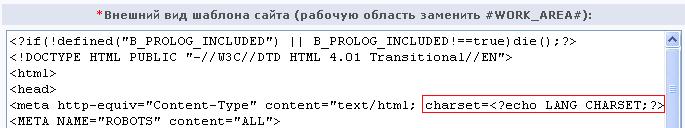 *Внешний вид шаблона сайта (рабочую область заменить #WORK_AREA#):
<?if(!defined("B_PROLOG_INCLUDED") || B_PROLOG_INCLUDED!==true)die();?>
<!DOCTYPE HTML PUBLIC "-//W3C//DTD HTML 4.01 Transitional//EN">
<html>
<head>
<meta http-equiv="Content-Type" content="text/html; charset=<?echo LANG_CHARSET;?>
<META NAME="ROBOTS" content="ALL">